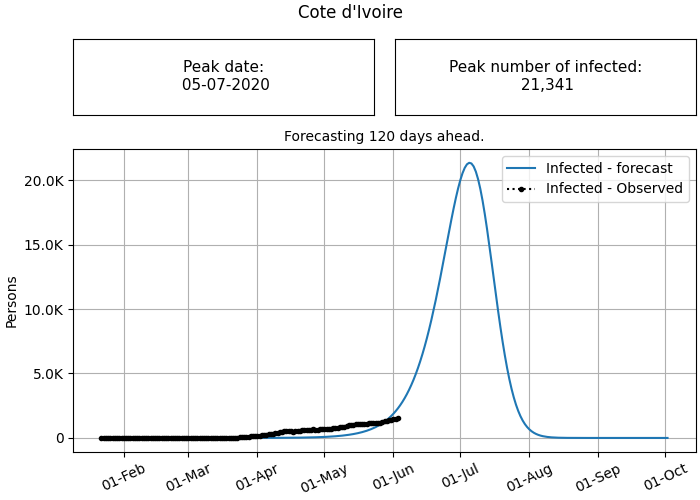 Cote d'Ivoire
Peak date:
05-07-2020
Peak number of infected:
21,341
Forecasting 120 days ahead.
Infected - forecast
Infected - Observed
20.0K
15.0K
10.0K
5.0K
0
Persons
01-Feb
01-Mar
01-Apr
01-May
01-Jun
01-Jul
01-Aug
01-Sep
01-Oct